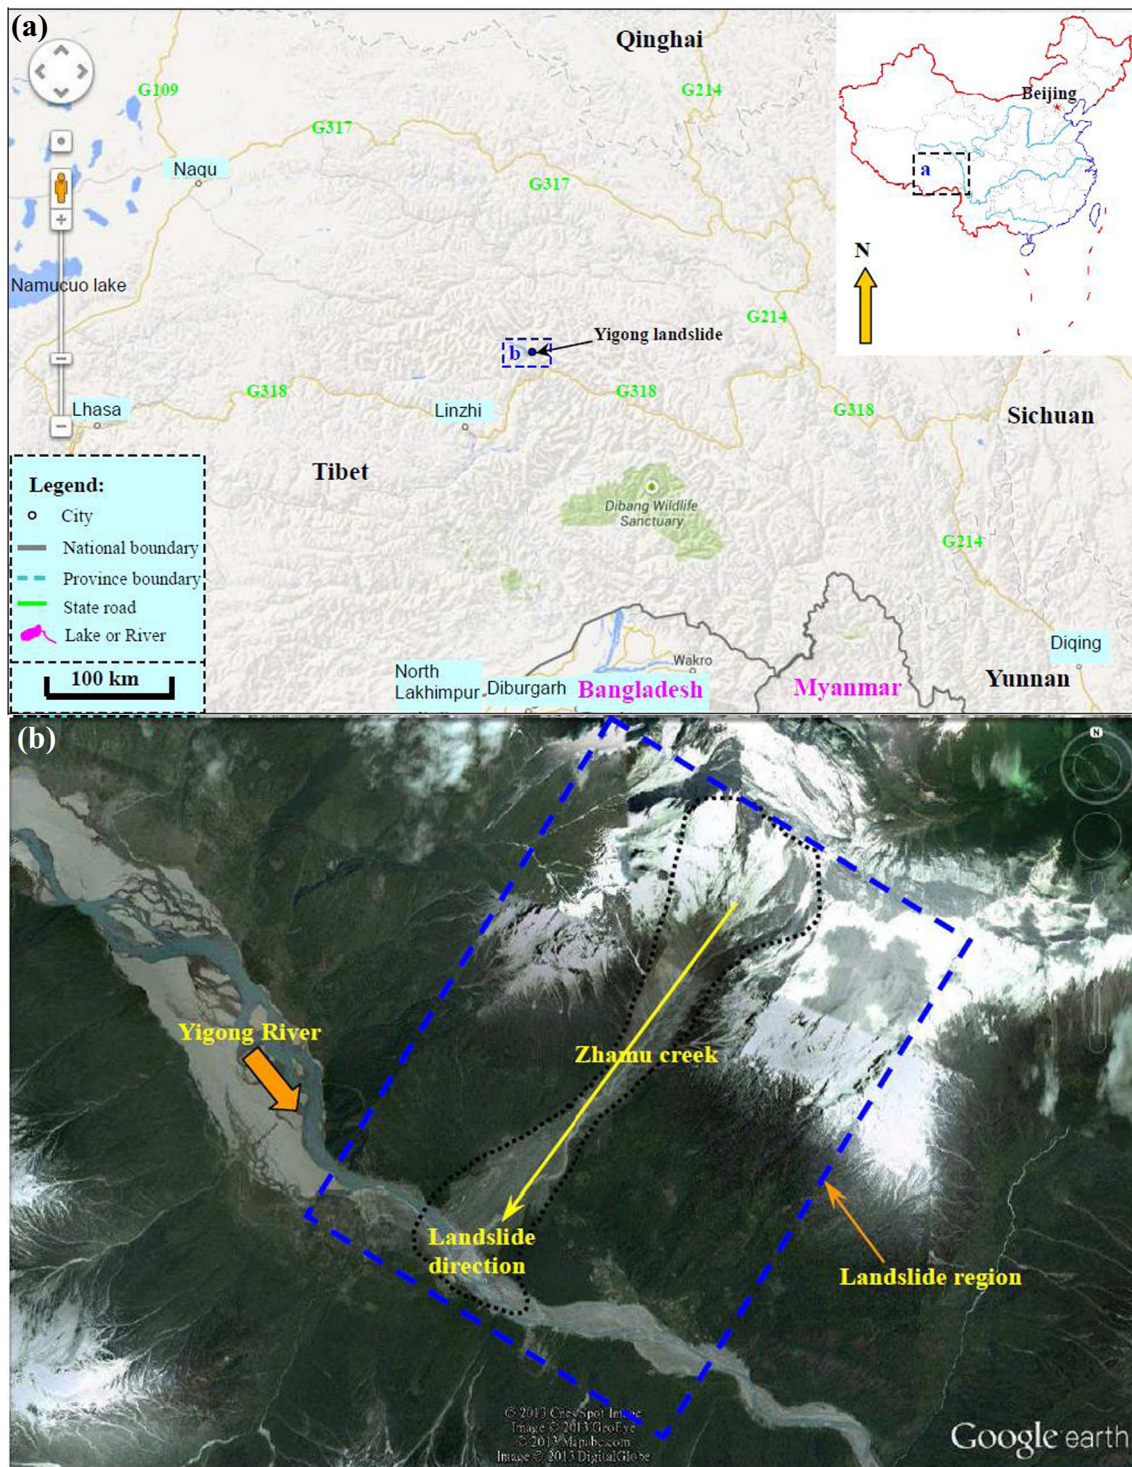 (a)
Qinghai
G109
G214
Beijing
G317
Naqu
G317
a
N
Namucuo lake
G214
Yigong landslide
b
G318
G318
Lhasa
Linzhi
G318
Sichuan
Tibet
Legend:
City
National boundary
Province boundary
State road
Lake or River
100 km
Dibang Wildlife
Sanctuary
G214
Diqing
Wakro
North
Lakhimpur
Diburgarh
Bangladesh
Myanmar
Yunnan
(b)
N
Yigong River
Zhamu creek
Landslide
direction
Landslide region
© 2013 Cnes/Spot Image
Image © 2013 GeoEye
© 2013 Mapabc.com
Image © 2013 DigitalGlobe
Google earth